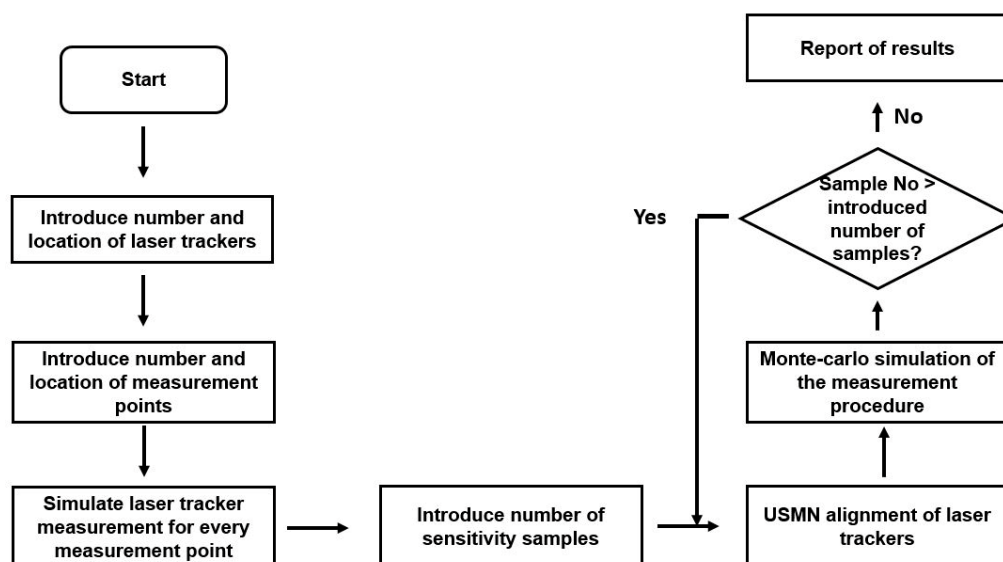 Start
Introduce number and
location of laser trackers
Introduce number and
location of measurement
points
Simulate laser tracker
measurement for every
measurement point
Introduce number of
sensitivity samples
USMN alignment of laser
trackers
Monte-carlo simulation of
the measurement
procedure
Sample No >
introduced
number of
samples?
Yes
No
Report of results